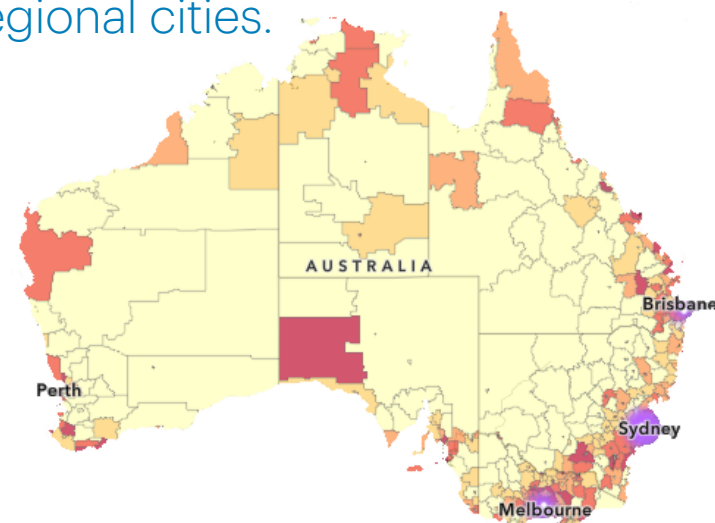 egional cities.
AUSTRALIA
Brisbane
Perth
Sydney
Melbourne